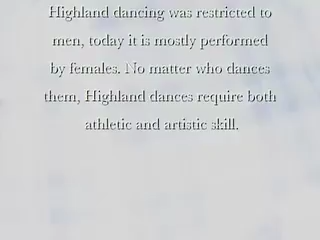 Highland dancing was restricted to
men, today it is mostly performed
by females. No matter who dances
them, Highland dances require both
athletic and artistic skill.